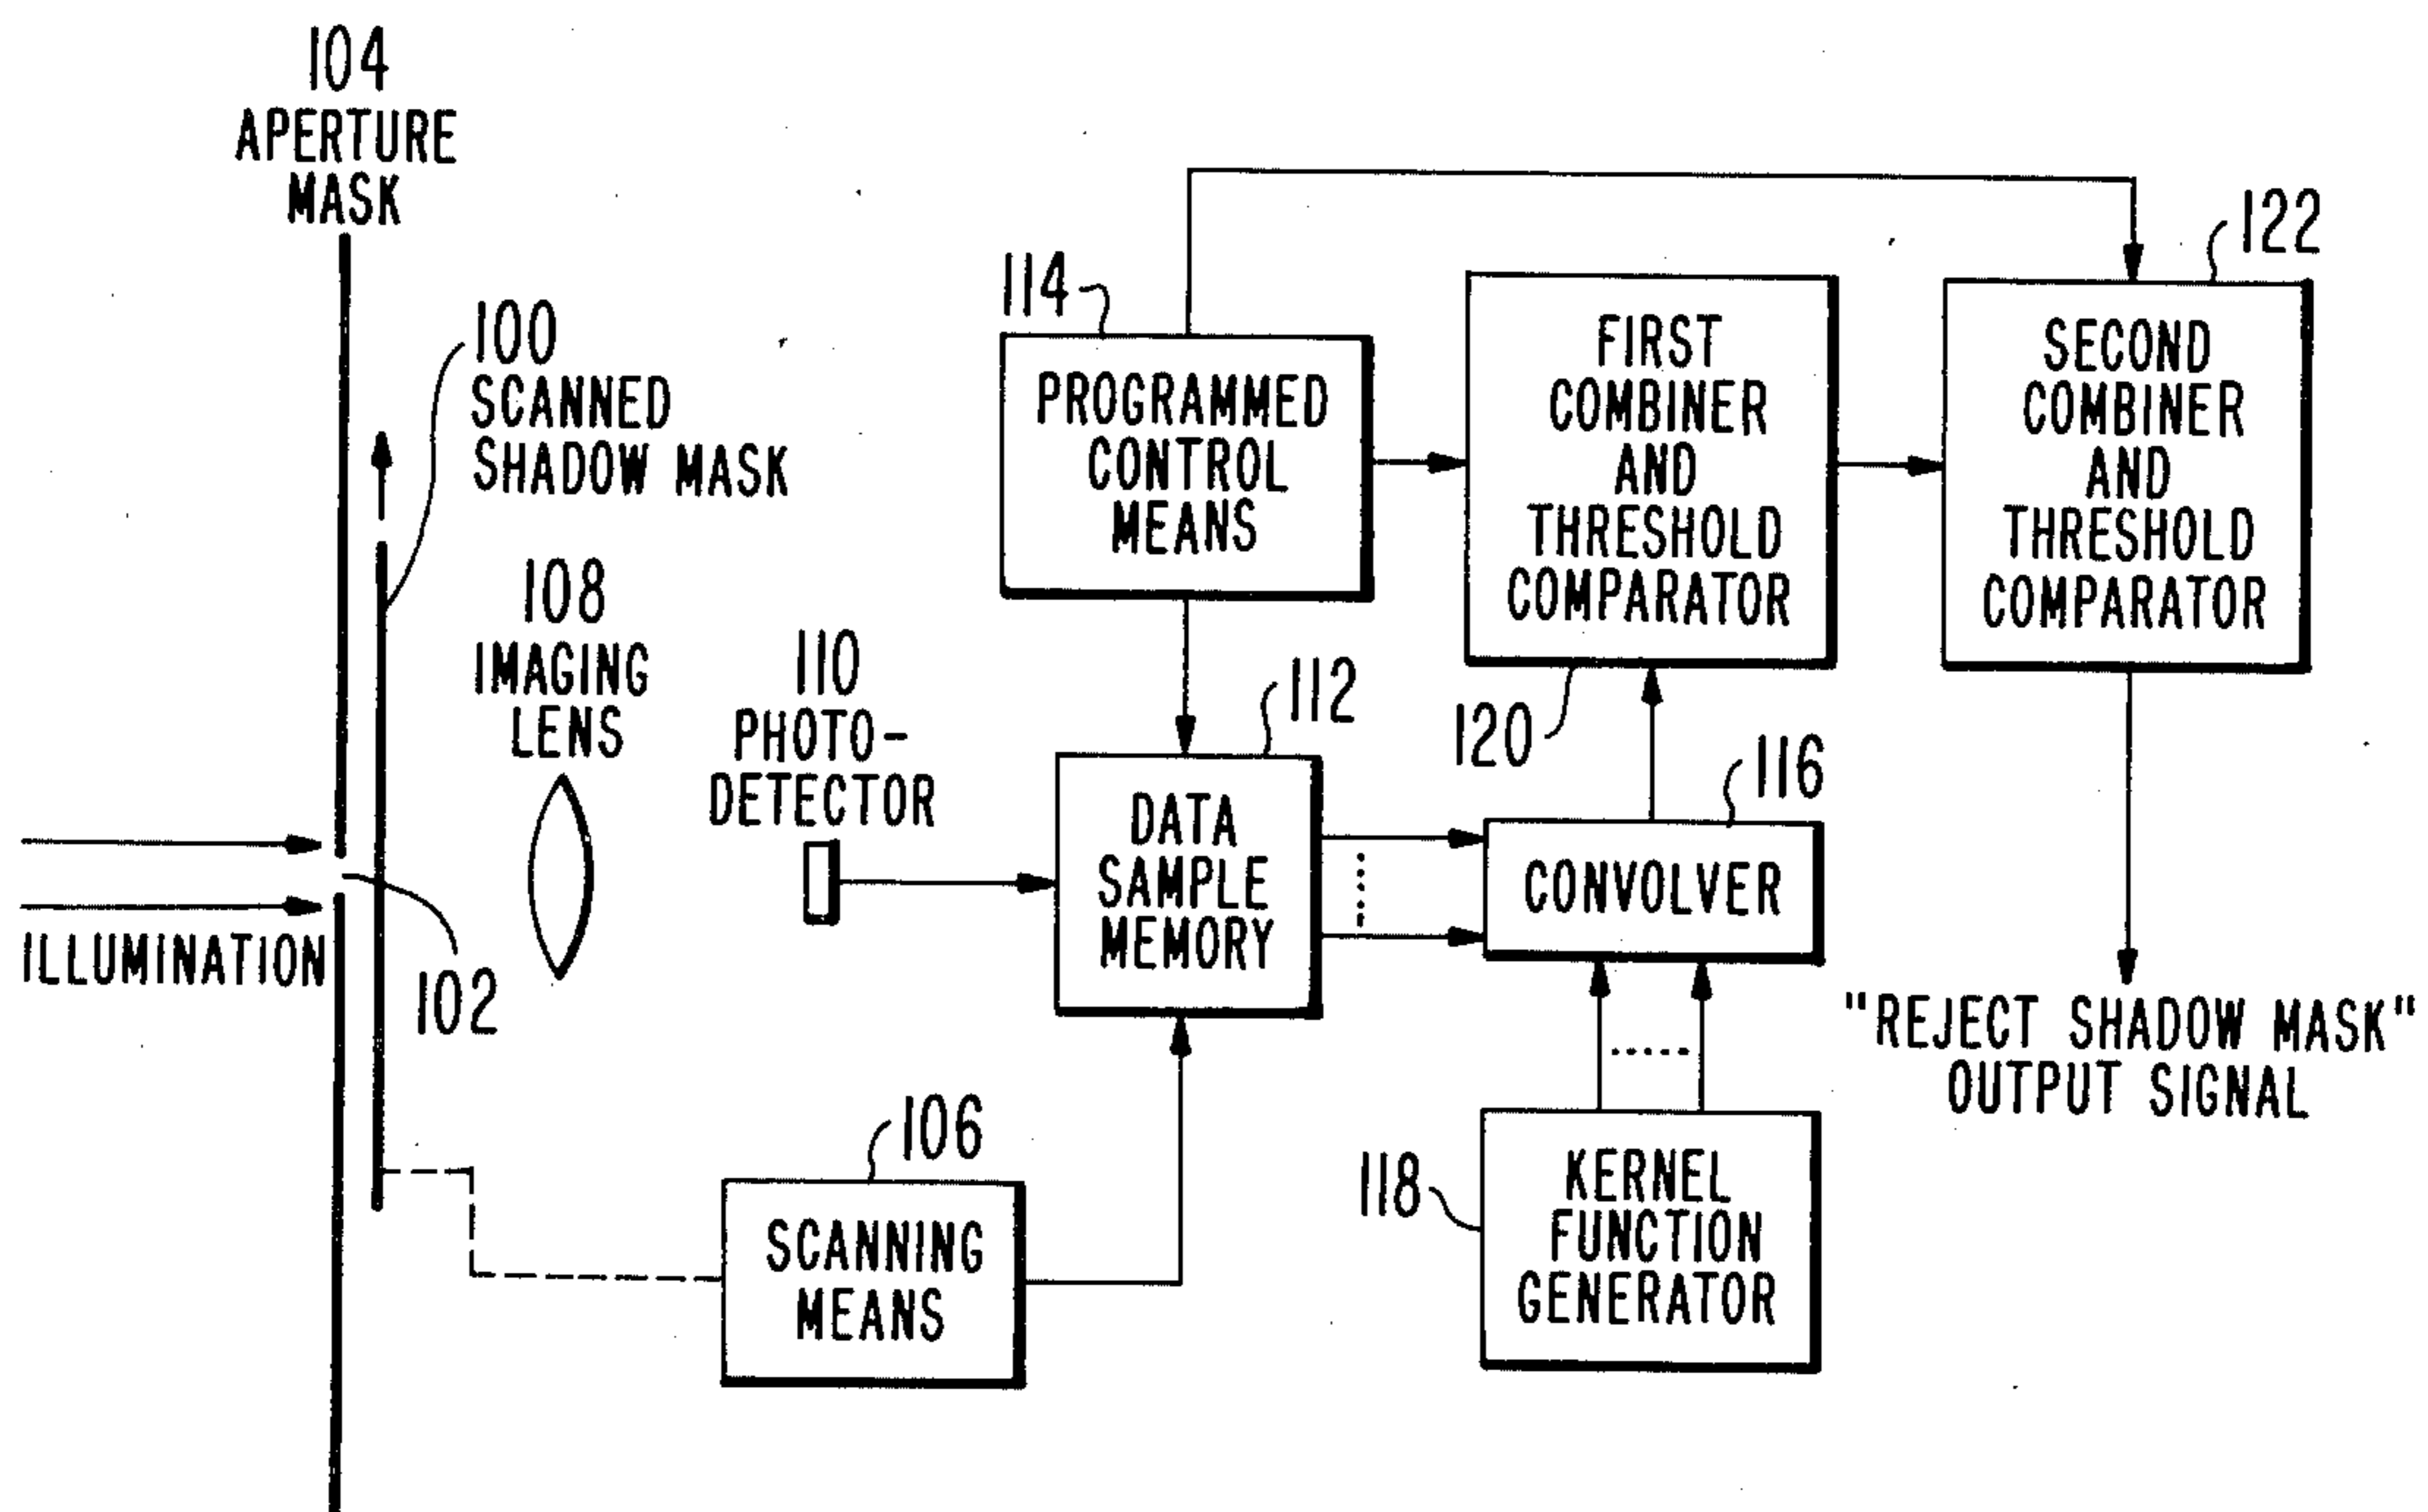 104
APERTURE
MASK
100
SCANNED
SHADOW MASK
108
IMAGING
LENS
110
PHOTO-
DETECTOR
ILLUMINATION
102
114
PROGRAMMED
CONTROL
MEANS
FIRST
COMBINER
AND
THRESHOLD
COMPARATOR
120
122
SECOND
COMBINER
AND
THRESHOLD
COMPARATOR
112
DATA
SAMPLE
MEMORY
116
CONVOLVER
"REJECT SHADOW MASK"
OUTPUT SIGNAL
106
SCANNING
MEANS
118
KERNEL
FUNCTION
GENERATOR